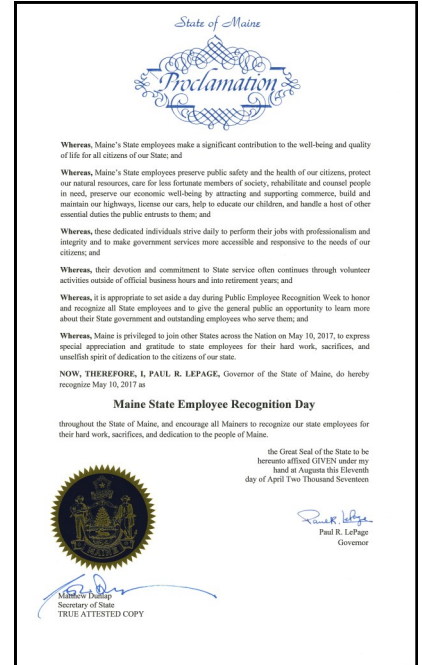 State of Maine
Proclamation
Whereas, Maine's State employees make a significant contribution to the well-being and quality
of life for all citizens of our State; and
Whereas, Maine's State employees preserve public safety and the health of our citizens, protect
our natural resources, care for less fortunate members of society, rehabilitate and counsel people
in need, preserve our economic well-being by attracting and supporting commerce, build and
maintain our highways, license our cars, help to educate our children, and handle a host of other
essential duties the public entrusts to them; and
Whereas, these dedicated individuals strive daily to perform their jobs with professionalism and
integrity and to make government services more accessible and responsive to the needs of our
citizens; and
Whereas, their devotion and commitment to State service often continues through volunteer
activities outside of official business hours and into retirement years; and
Whereas, it is appropriate to set aside a day during Public Employee Recognition Week to honor
and recognize all State employees and to give the general public an opportunity to learn more
about their State government and outstanding employees who serve them; and
Whereas, Maine is privileged to join other States across the Nation on May 10, 2017, to express
special appreciation and gratitude to state employees for their hard work, sacrifices, and
unselfish spirit of dedication to the citizens of our state.
NOW, THEREFORE, I, PAUL R. LEPAGE, Governor of the State of Maine, do hereby
recognize May 10, 2017 as
Maine State Employee Recognition Day
throughout the State of Maine, and encourage all Mainers to recognize our state employees for
their hard work, sacrifices, and dedication to the people of Maine.
the Great Seal of the State to be
hereunto affixed GIVEN under my
hand at Augusta this Eleventh
day of April Two Thousand Seventeen
Paul R. LePage
Paul R. LePage
Governor
MAINE
Matthew Dunlap
Secretary of State
TRUE ATTESTED COPY